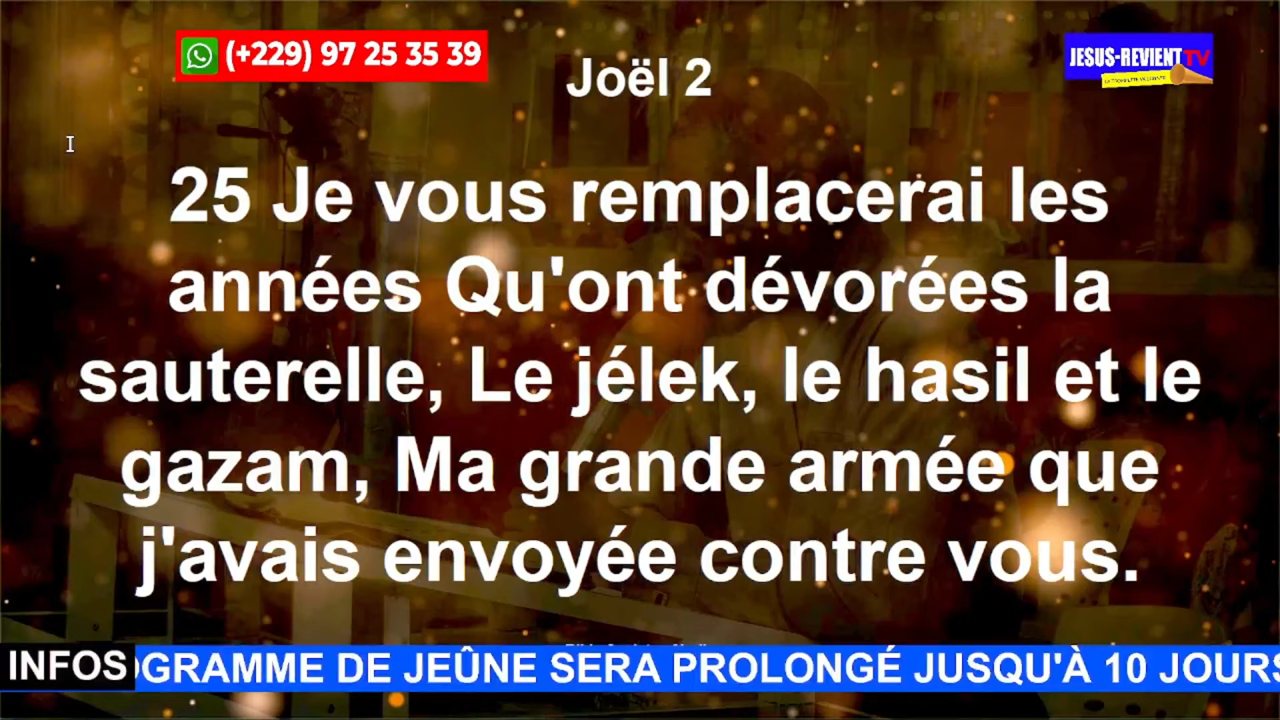 (+229) 97 25 35 39
JESUS-REVIENT TV
Joël 2
25 Je vous remplacerai les
années Qu'ont dévorées la
sauterelle, Le jélek, le hasil et le
gazam, Ma grande armée que
j'avais envoyée contre vous.
INFOS OGRAMME DE JEÛNE SERA PROLONGÉ JUSQU'À 10 JOURS